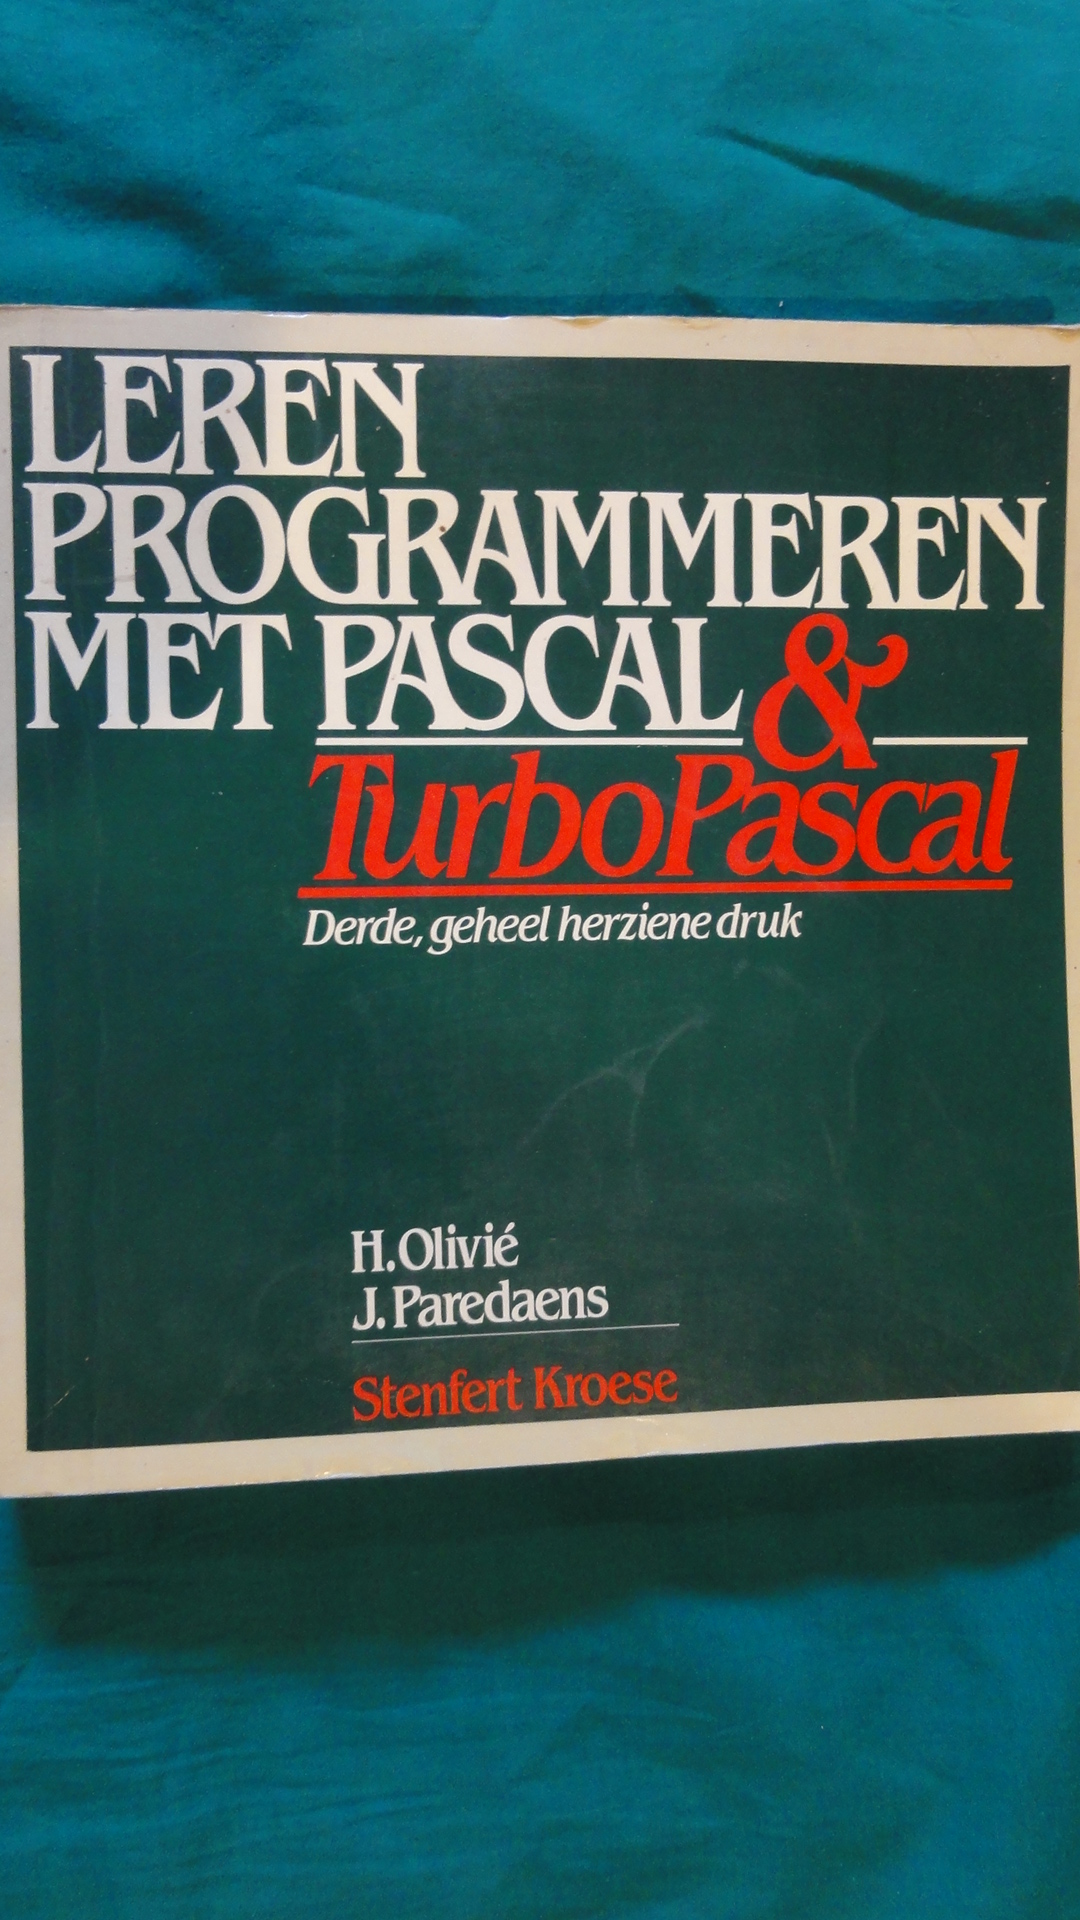 LEREN
PROGRAMMEREN
MET PASCAL &
TurboPascal
Derde, geheel herziene druk
H. Olivié
J. Paredaens
Stenfert Kroese